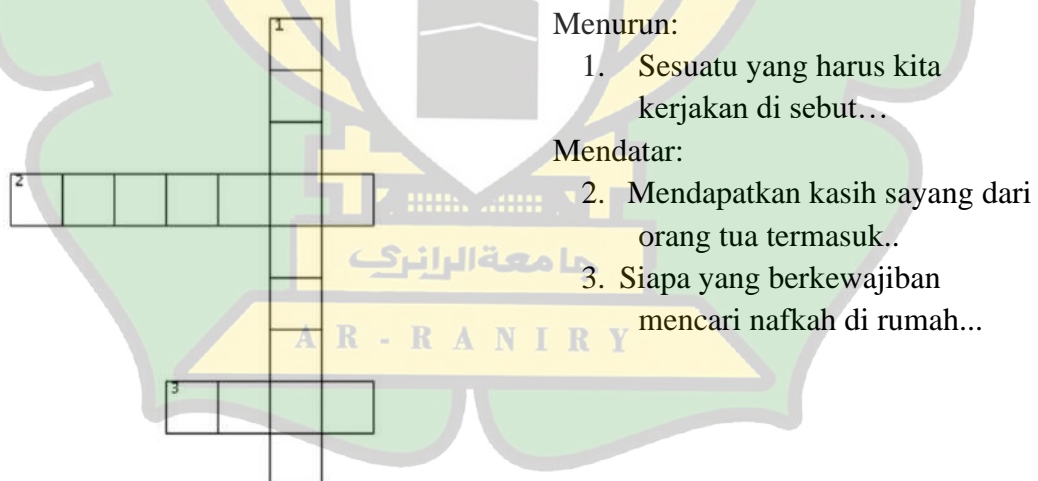 Menurun:
1. Sesuatu yang harus kita
kerjakan di sebut…
Mendatar:
2. Mendapatkan kasih sayang dari
orang tua termasuk..
3. Siapa yang berkewajiban
mencari nafkah di rumah...
1
2
3
جامعة الرانري
AR-RANIRY